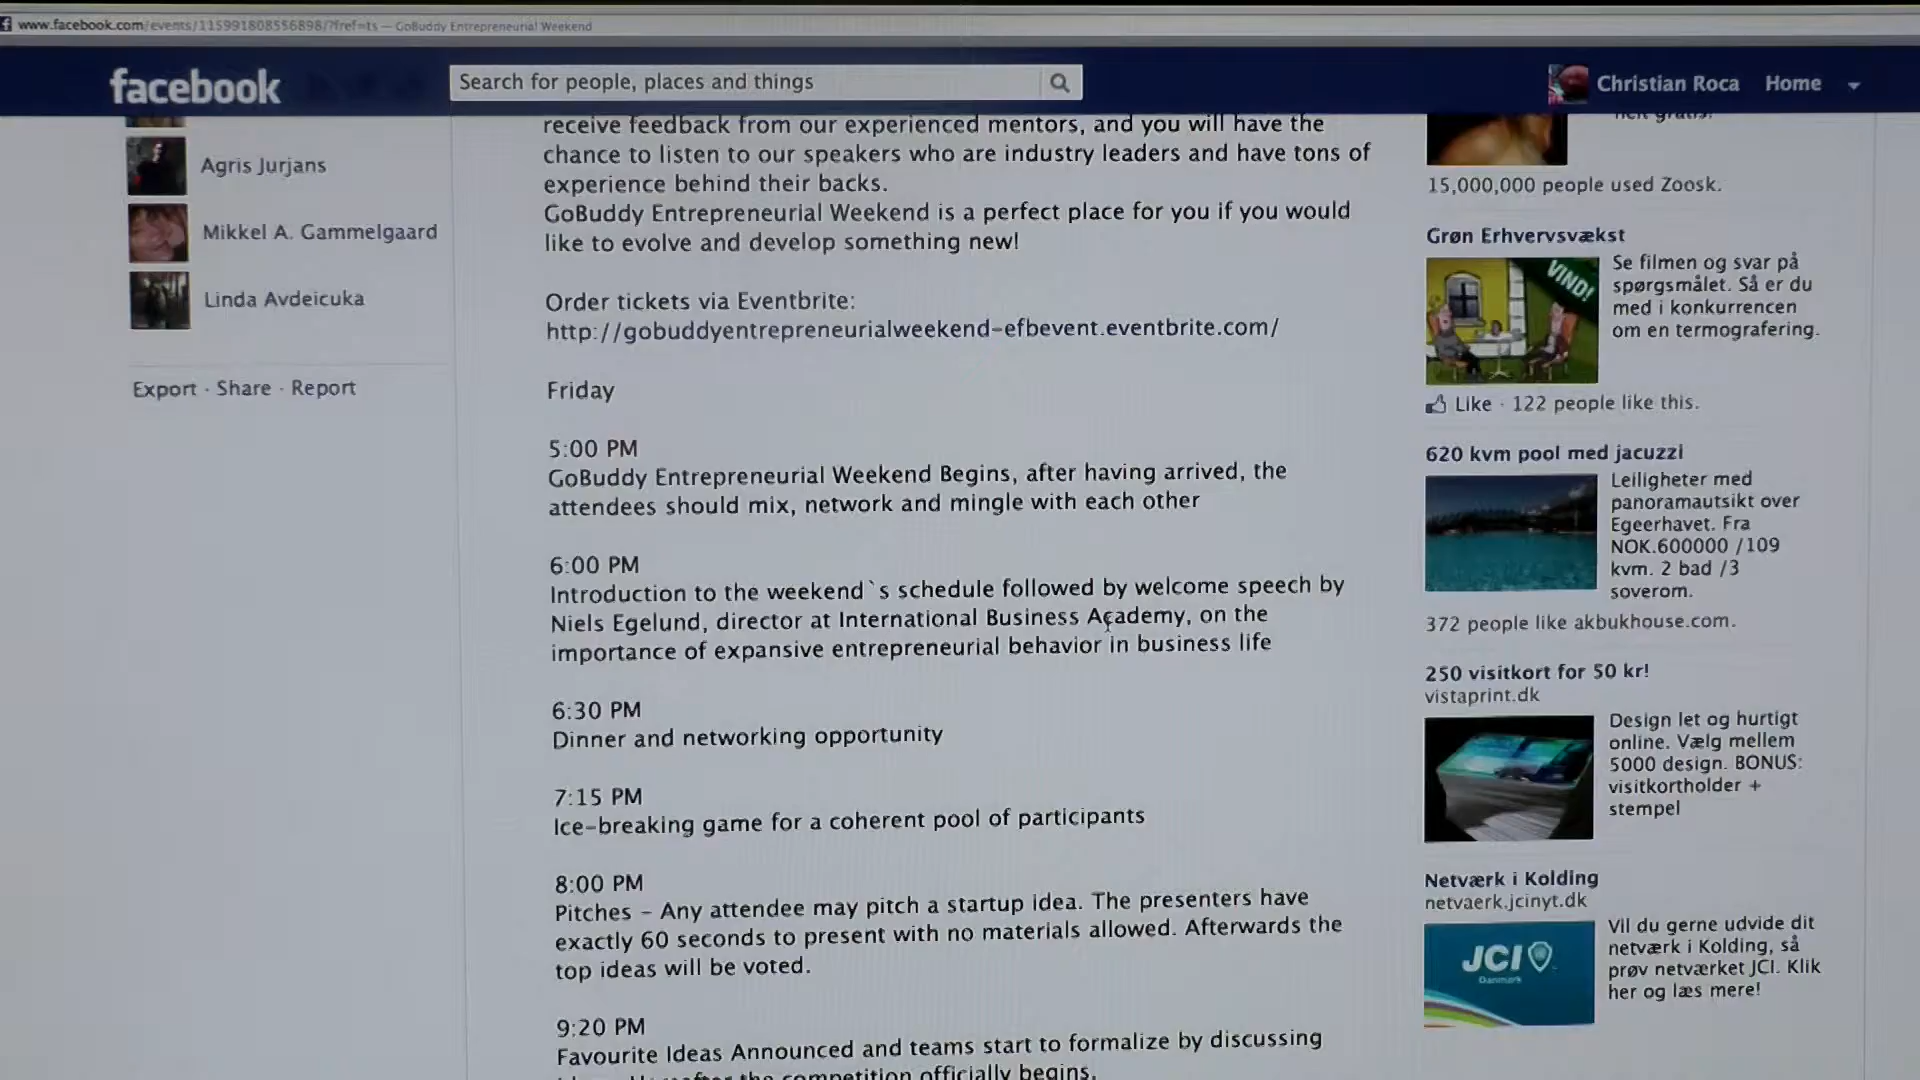 www.facebook.com/events/115991808556898/?fref=ts — GoBuddy Entrepreneurial Weekend
facebook
Search for people, places and things
Christian Roca Home
Agris Jurjans
Mikkel A. Gammelgaard
Linda Avdeicuka
Export · Share · Report
receive feedback from our experienced mentors, and you will have the
chance to listen to our speakers who are industry leaders and have tons of
experience behind their backs.
GoBuddy Entrepreneurial Weekend is a perfect place for you if you would
like to evolve and develop something new!
Order tickets via Eventbrite:
http://gobuddyentrepreneurialweekend-efbevent.eventbrite.com/
Friday
5:00 PM
GoBuddy Entrepreneurial Weekend Begins, after having arrived, the
attendees should mix, network and mingle with each other
6:00 PM
Introduction to the weekend`s schedule followed by welcome speech by
Niels Egelund, director at International Business Academy, on the
importance of expansive entrepreneurial behavior in business life
6:30 PM
Dinner and networking opportunity
7:15 PM
Ice-breaking game for a coherent pool of participants
8:00 PM
Pitches - Any attendee may pitch a startup idea. The presenters have
exactly 60 seconds to present with no materials allowed. Afterwards the
top ideas will be voted.
9:20 PM
Favourite Ideas Announced and teams start to formalize by discussing
the competition officially begins.
helt gratis!
15,000,000 people used Zoosk.
Grøn Erhvervsvækst
VIND!
Se filmen og svar på
spørgsmålet. Så er du
med i konkurrencen
om en termografering.
Like · 122 people like this.
620 kvm pool med jacuzzi
Leiligheter med
panoramautsikt over
Egeerhavet. Fra
NOK.600000 /109
kvm. 2 bad /3
soverom.
372 people like akbukhouse.com.
250 visitkort for 50 kr!
vistaprint.dk
Design let og hurtigt
online. Vælg mellem
5000 design. BONUS:
visitkortholder +
stempel
Netværk i Kolding
netvaerk.jcinyt.dk
JCI
Danmark
Vil du gerne udvide dit
netværk i Kolding, så
prøv netværket JCI. Klik
her og læs mere!